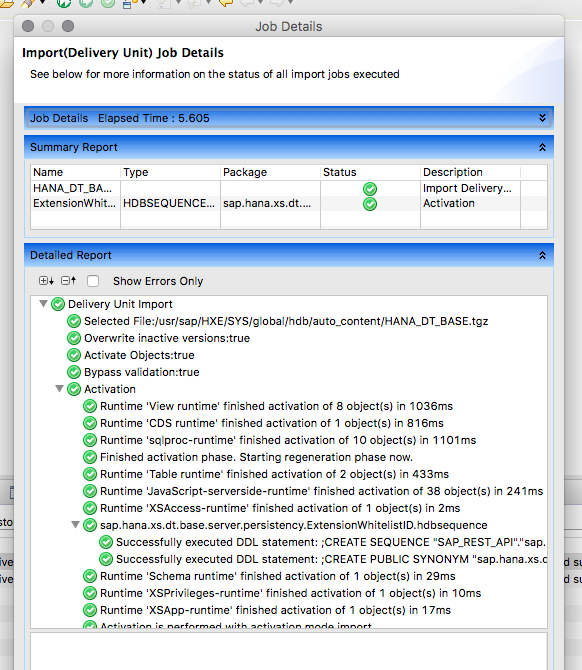 Job Details
Import(Delivery Unit) Job Details
See below for more information on the status of all import jobs executed
Job Details Elapsed Time : 5.605
Summary Report
Name Type Package Status Description
HANA_DT_BA... Import Delivery...
ExtensionWhit... HDBSEQUENCE... sap.hana.xs.dt.... Activation
Detailed Report
Show Errors Only
Delivery Unit Import
Selected File:/usr/sap/HXE/SYS/global/hdb/auto_content/HANA_DT_BASE.tgz
Overwrite inactive versions:true
Activate Objects:true
Bypass validation:true
Activation
Runtime 'View runtime' finished activation of 8 object(s) in 1036ms
Runtime 'CDS runtime' finished activation of 1 object(s) in 816ms
Runtime 'sqlproc-runtime' finished activation of 10 object(s) in 1101ms
Finished activation phase. Starting regeneration phase now.
Runtime 'Table runtime' finished activation of 2 object(s) in 433ms
Runtime 'JavaScript-serverside-runtime' finished activation of 38 object(s) in 241ms
Runtime 'XSAccess-runtime' finished activation of 1 object(s) in 2ms
sap.hana.xs.dt.base.server.persistency.ExtensionWhitelistID.hdbsequence
Successfully executed DDL statement: ;CREATE SEQUENCE "SAP_REST_API"."sap.
Successfully executed DDL statement: ;CREATE PUBLIC SYNONYM "sap.hana.xs.d
Runtime 'Schema runtime' finished activation of 1 object(s) in 29ms
Runtime 'XSPrivileges-runtime' finished activation of 1 object(s) in 10ms
Runtime 'XSApp-runtime' finished activation of 1 object(s) in 17ms
Activation is performed with activation mode import